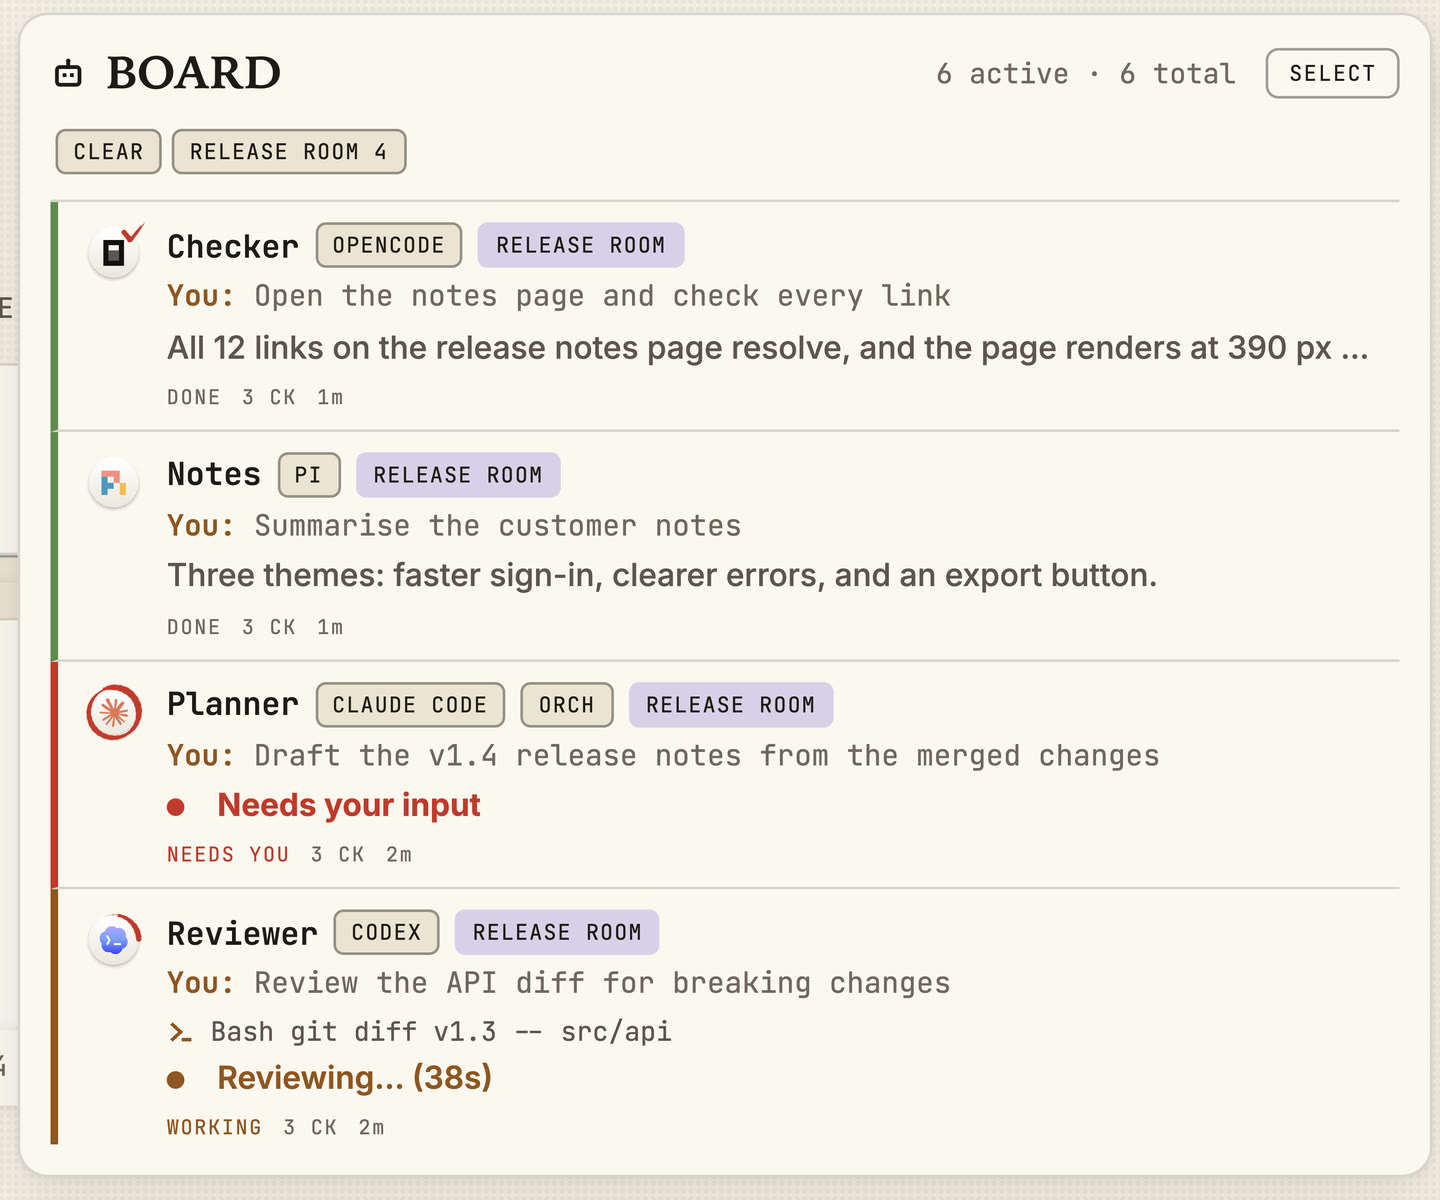 BOARD
6 active · 6 total
SELECT
CLEAR
RELEASE ROOM 4
Checker OPENCODE RELEASE ROOM
You: Open the notes page and check every link
All 12 links on the release notes page resolve, and the page renders at 390 px ...
DONE 3 CK 1m
Notes PI RELEASE ROOM
You: Summarise the customer notes
Three themes: faster sign-in, clearer errors, and an export button.
DONE 3 CK 1m
Planner CLAUDE CODE ORCH RELEASE ROOM
You: Draft the v1.4 release notes from the merged changes
Needs your input
NEEDS YOU 3 CK 2m
Reviewer CODEX RELEASE ROOM
You: Review the API diff for breaking changes
>_ Bash git diff v1.3 -- src/api
Reviewing... (38s)
WORKING 3 CK 2m